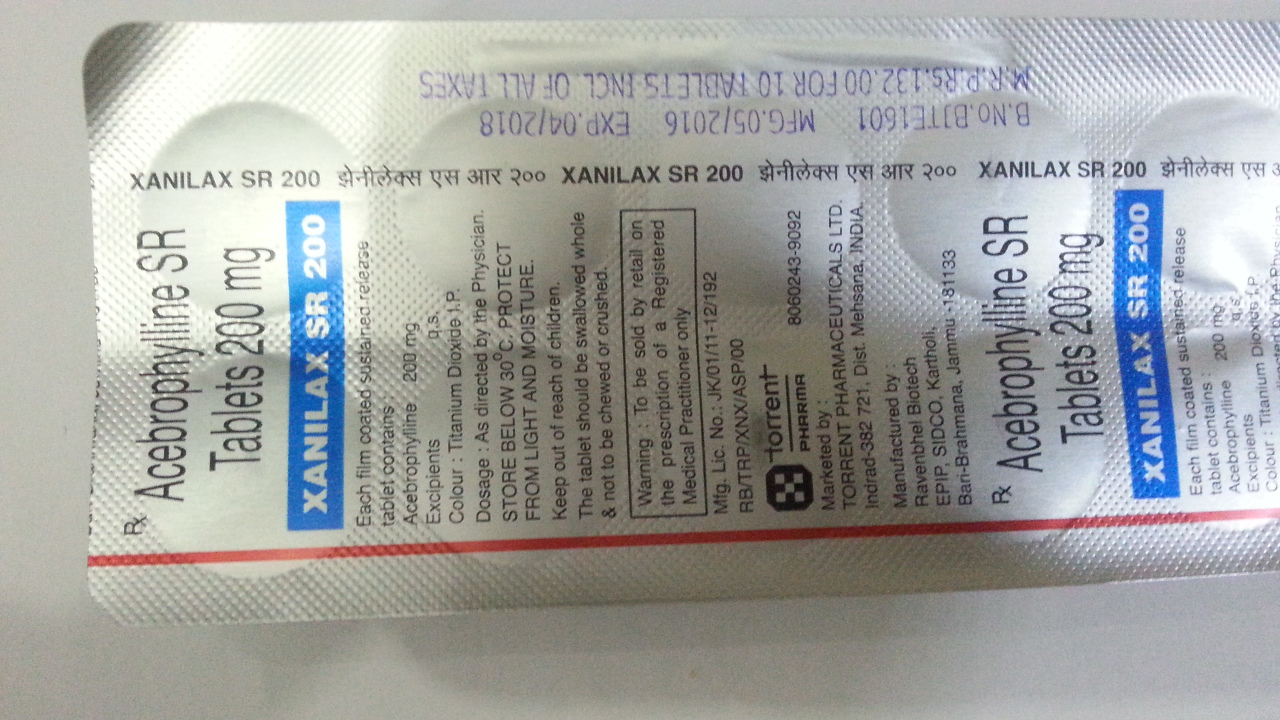 M.R.P.Rs.132.00 FOR 10 TABLETS INCL. OF ALL TAXES
B.No.BJTE1601 MFG.05/2016 EXP.04/2018
XANILAX SR 200 झेनीलेक्स एस आर २०० XANILAX SR 200 झेनीलेक्स एस आर २०० XANILAX SR 200 झेनीलेक्स एस
Rx Acebrophylline SR
Tablets 200 mg
XANILAX SR 200
Each film coated sustained release
tablet contains
Acebrophylline 200 mg
Excipients q.s.
Colour : Titanium Dioxide I.P.
Dosage : As directed by the Physician.
STORE BELOW 30°C. PROTECT
FROM LIGHT AND MOISTURE.
Keep out of reach of children.
The tablet should be swallowed whole
& not to be chewed or crushed.
Warning : To be sold by retail on
the prescription of a Registered
Medical Practitioner only
Mfg. Lic. No.: JK/01/11-12/192
RB/TRP/XNX/ASP/00
torrent
PHARMA
8060243-9092
Marketed by :
TORRENT PHARMACEUTICALS LTD.
Indrad-382 721, Dist. Mehsana, INDIA.
Manufactured by :
Ravenbhel Biotech
EPIP, SIDCO, Kartholi,
Bari-Brahmana, Jammu -181133
Rx Acebrophylline SR
Tablets 200 mg
XANILAX SR 200
Each film coated sustained release
tablet contains :
Acebrophylline 200 mg
Excipients q.s.
Colour : Titanium Dioxide I.P.